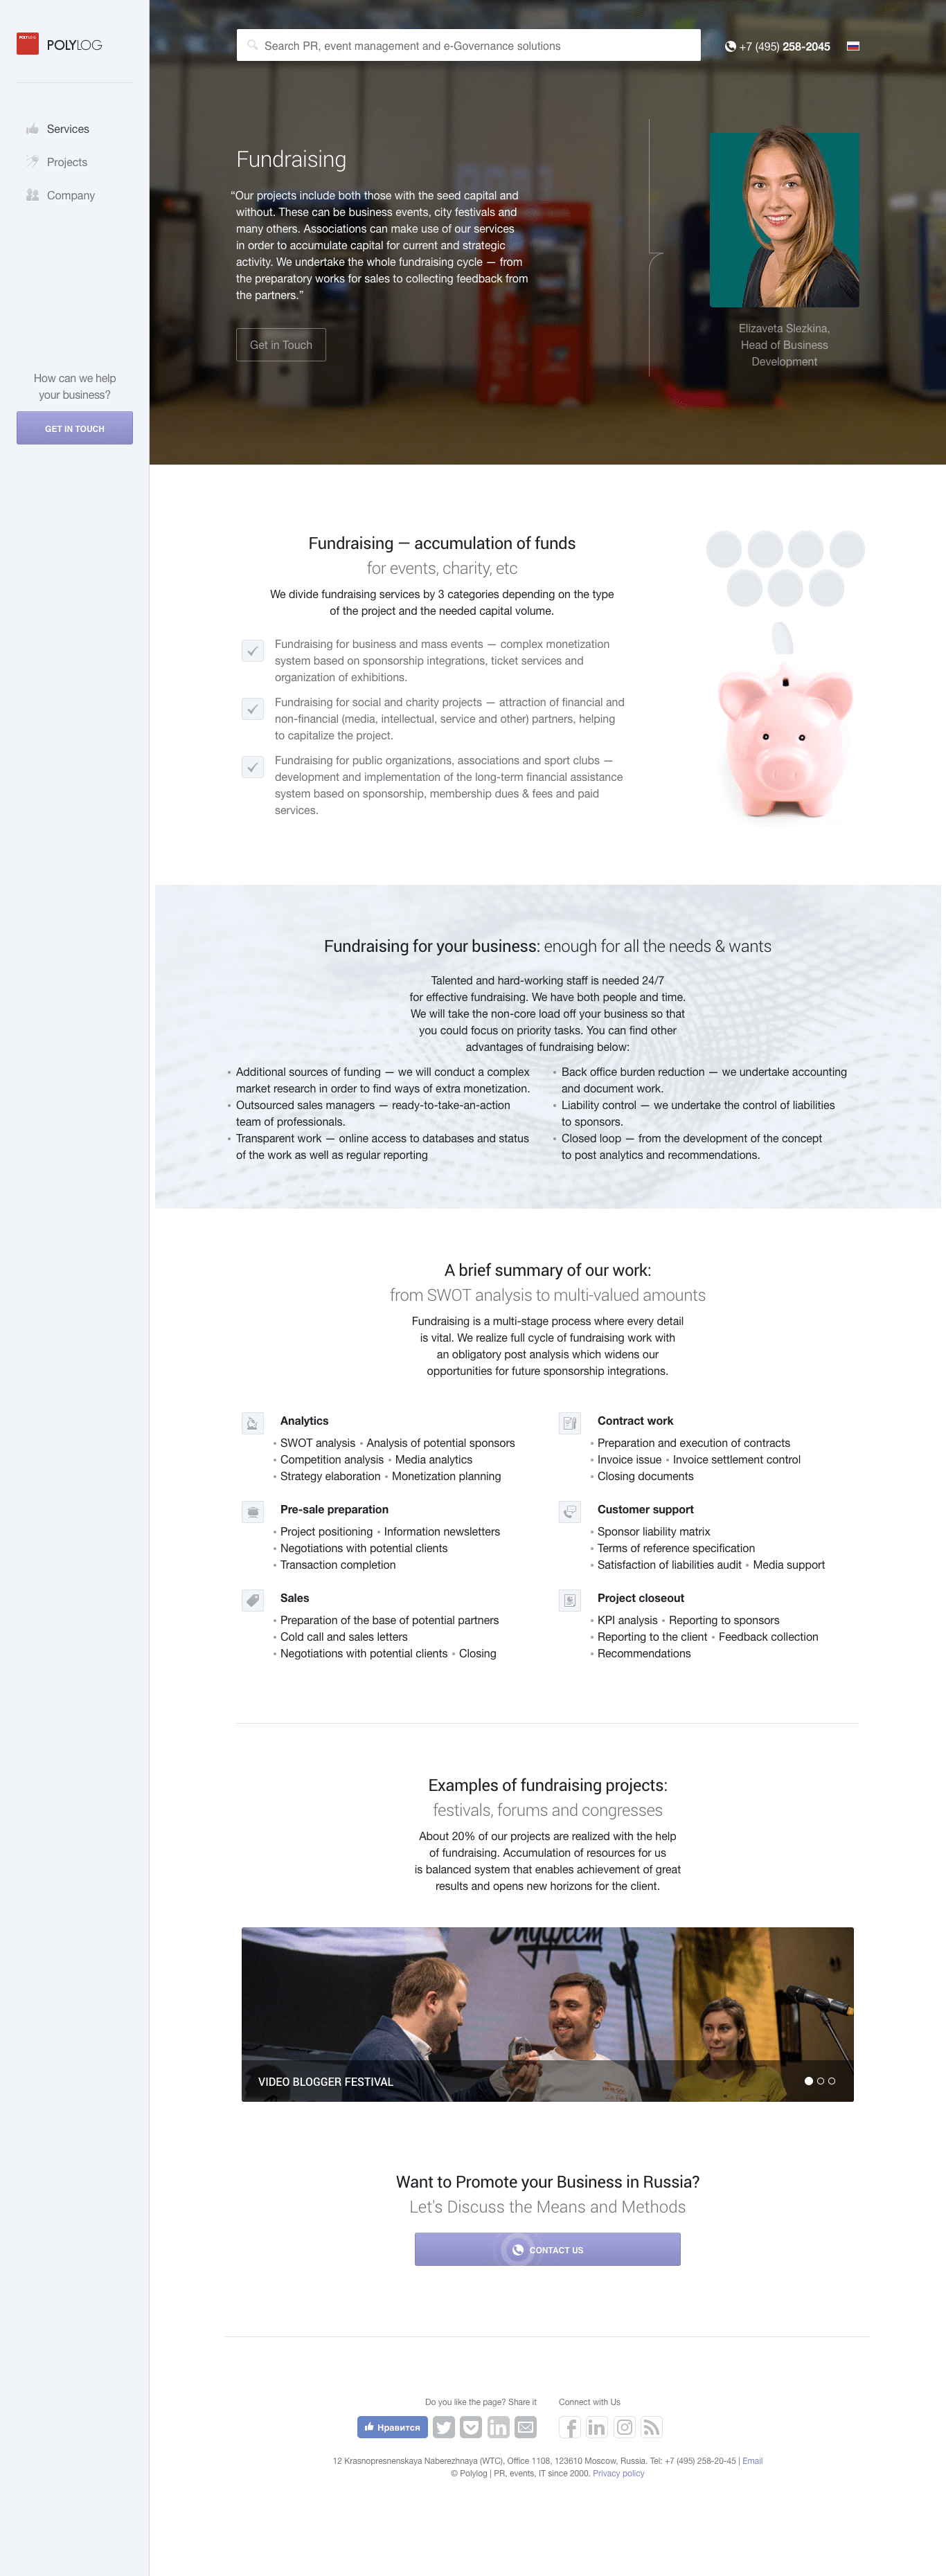 POLYLOG
Services
Projects
Company
How can we help
your business?
GET IN TOUCH
Search PR, event management and e-Governance solutions
+7 (495) 258-2045
Fundraising
“Our projects include both those with the seed capital and
without. These can be business events, city festivals and
many others. Associations can make use of our services
in order to accumulate capital for current and strategic
activity. We undertake the whole fundraising cycle — from
the preparatory works for sales to collecting feedback from
the partners.”
Get in Touch
Elizaveta Slezkina,
Head of Business
Development
Fundraising — accumulation of funds
for events, charity, etc
We divide fundraising services by 3 categories depending on the type
of the project and the needed capital volume.
Fundraising for business and mass events — complex monetization
system based on sponsorship integrations, ticket services and
organization of exhibitions.
Fundraising for social and charity projects — attraction of financial and
non-financial (media, intellectual, service and other) partners, helping
to capitalize the project.
Fundraising for public organizations, associations and sport clubs —
development and implementation of the long-term financial assistance
system based on sponsorship, membership dues & fees and paid
services.
Fundraising for your business: enough for all the needs & wants
Talented and hard-working staff is needed 24/7
for effective fundraising. We have both people and time.
We will take the non-core load off your business so that
you could focus on priority tasks. You can find other
advantages of fundraising below:
• Additional sources of funding — we will conduct a complex
market research in order to find ways of extra monetization.
• Outsourced sales managers — ready-to-take-an-action
team of professionals.
• Transparent work — online access to databases and status
of the work as well as regular reporting
• Back office burden reduction — we undertake accounting
and document work.
• Liability control — we undertake the control of liabilities
to sponsors.
• Closed loop — from the development of the concept
to post analytics and recommendations.
A brief summary of our work:
from SWOT analysis to multi-valued amounts
Fundraising is a multi-stage process where every detail
is vital. We realize full cycle of fundraising work with
an obligatory post analysis which widens our
opportunities for future sponsorship integrations.
Analytics
• SWOT analysis • Analysis of potential sponsors
• Competition analysis • Media analytics
• Strategy elaboration • Monetization planning
Contract work
• Preparation and execution of contracts
• Invoice issue • Invoice settlement control
• Closing documents
Pre-sale preparation
• Project positioning • Information newsletters
• Negotiations with potential clients
• Transaction completion
Customer support
• Sponsor liability matrix
• Terms of reference specification
• Satisfaction of liabilities audit • Media support
Sales
• Preparation of the base of potential partners
• Cold call and sales letters
• Negotiations with potential clients • Closing
Project closeout
• KPI analysis • Reporting to sponsors
• Reporting to the client • Feedback collection
• Recommendations
Examples of fundraising projects:
festivals, forums and congresses
About 20% of our projects are realized with the help
of fundraising. Accumulation of resources for us
is balanced system that enables achievement of great
results and opens new horizons for the client.
VIDEO BLOGGER FESTIVAL
Want to Promote your Business in Russia?
Let’s Discuss the Means and Methods
CONTACT US
Do you like the page? Share it
Connect with Us
Нравится
12 Krasnopresnenskaya Naberezhnaya (WTC), Office 1108, 123610 Moscow, Russia. Tel: +7 (495) 258-20-45 | Email
© Polylog | PR, events, IT since 2000. Privacy policy